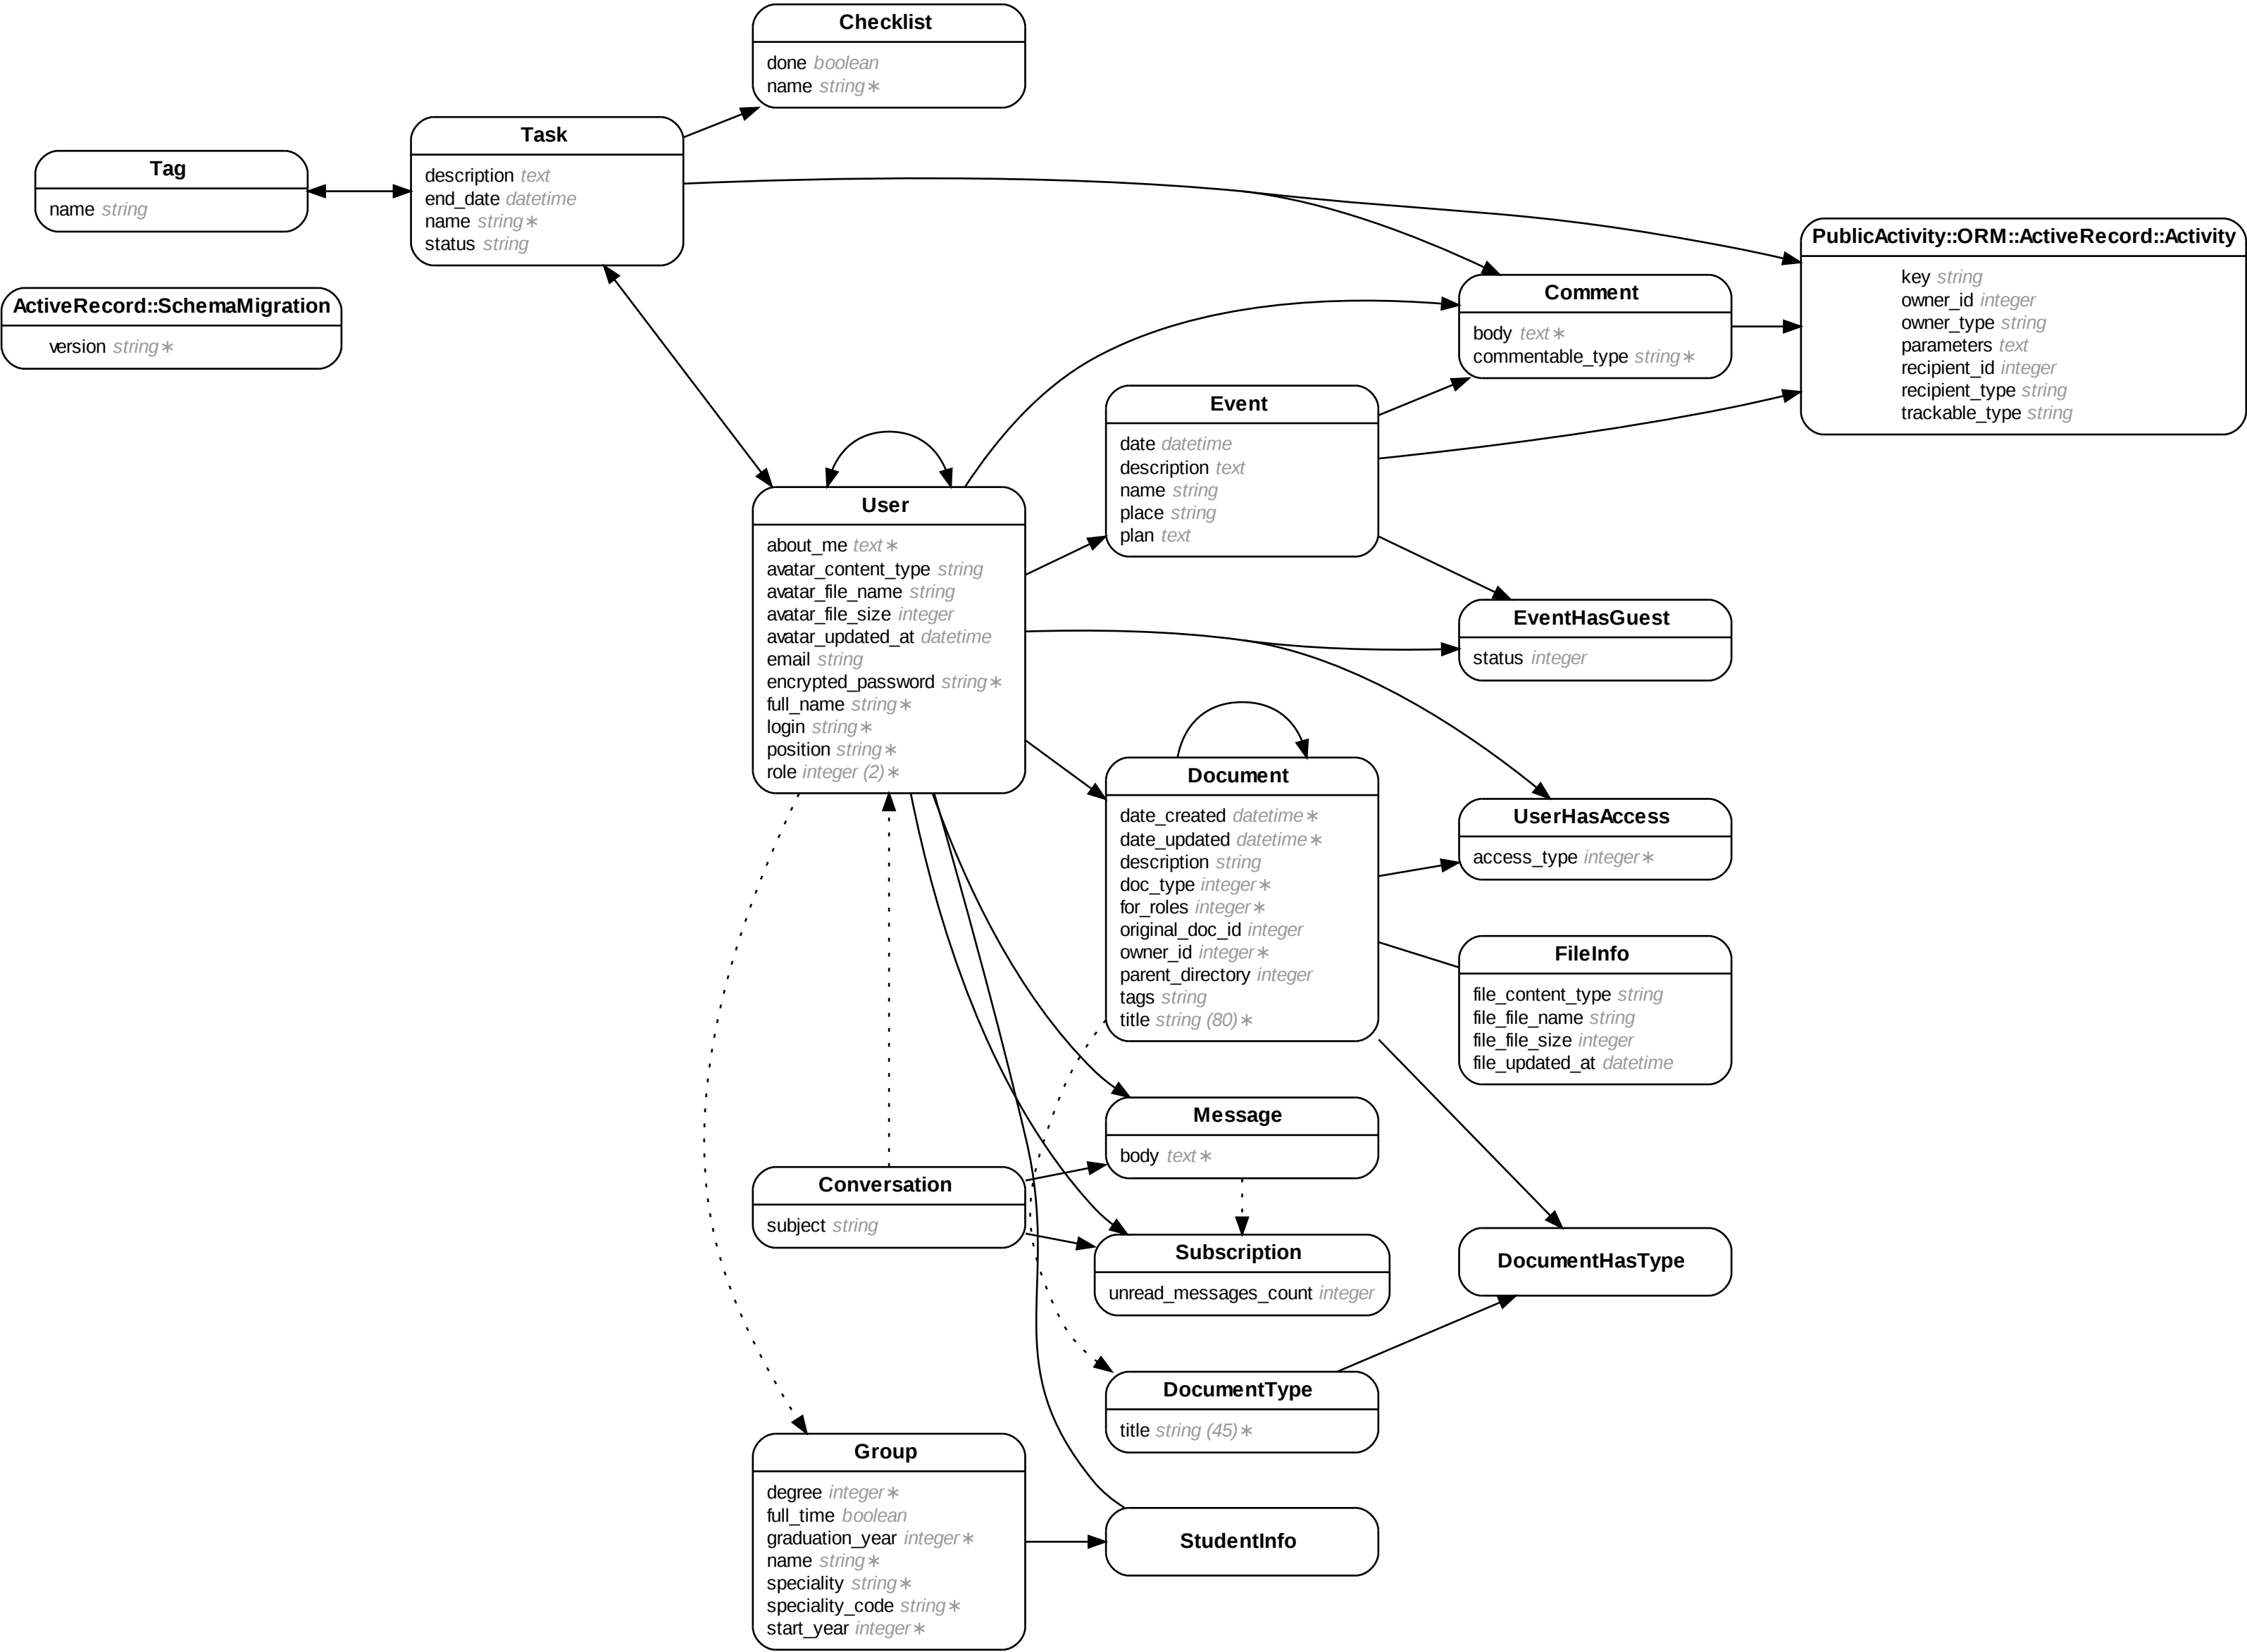 Checklist
done boolean
name string∗
Task
description text
end_date datetime
name string∗
status string
Tag
name string
ActiveRecord::SchemaMigration
version string∗
PublicActivity::ORM::ActiveRecord::Activity
key string
owner_id integer
owner_type string
parameters text
recipient_id integer
recipient_type string
trackable_type string
Comment
body text∗
commentable_type string∗
Event
date datetime
description text
name string
place string
plan text
User
about_me text∗
avatar_content_type string
avatar_file_name string
avatar_file_size integer
avatar_updated_at datetime
email string
encrypted_password string∗
full_name string∗
login string∗
position string∗
role integer (2)∗
EventHasGuest
status integer
Document
date_created datetime∗
date_updated datetime∗
description string
doc_type integer∗
for_roles integer∗
original_doc_id integer
owner_id integer∗
parent_directory integer
tags string
title string (80)∗
UserHasAccess
access_type integer∗
FileInfo
file_content_type string
file_file_name string
file_file_size integer
file_updated_at datetime
Message
body text∗
Conversation
subject string
Subscription
unread_messages_count integer
DocumentHasType
DocumentType
title string (45)∗
Group
degree integer∗
full_time boolean
graduation_year integer∗
name string∗
speciality string∗
speciality_code string∗
start_year integer∗
StudentInfo